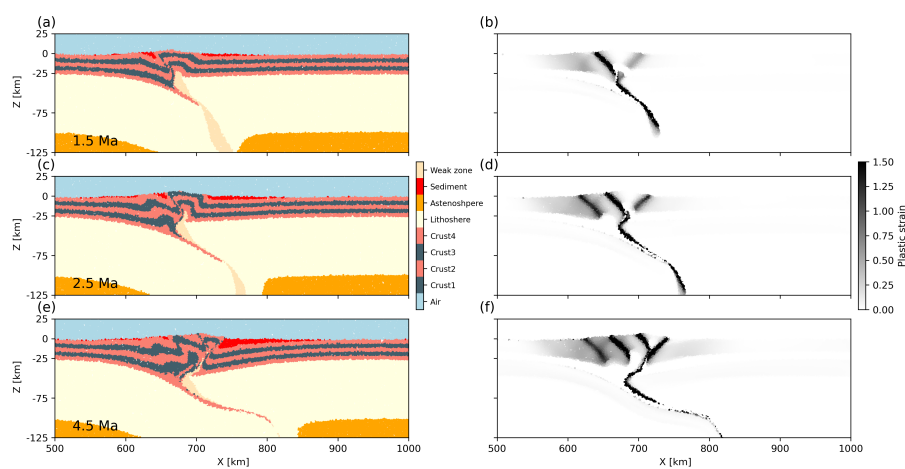 (a)
(b)
25
0
-25
-75
-125
Z [km]
1.5 Ma
(c)
(d)
25
0
-25
-75
-125
Z [km]
2.5 Ma
Weak zone
Sediment
Astenoshpere
Lithoshere
Crust4
Crust3
Crust2
Crust1
Air
1.50
1.25
1.00
0.75
0.50
0.25
0.00
Plastic strain
(e)
(f)
25
0
-25
-75
-125
Z [km]
4.5 Ma
500 600 700 800 900 1000
X [km]
500 600 700 800 900 1000
X [km]